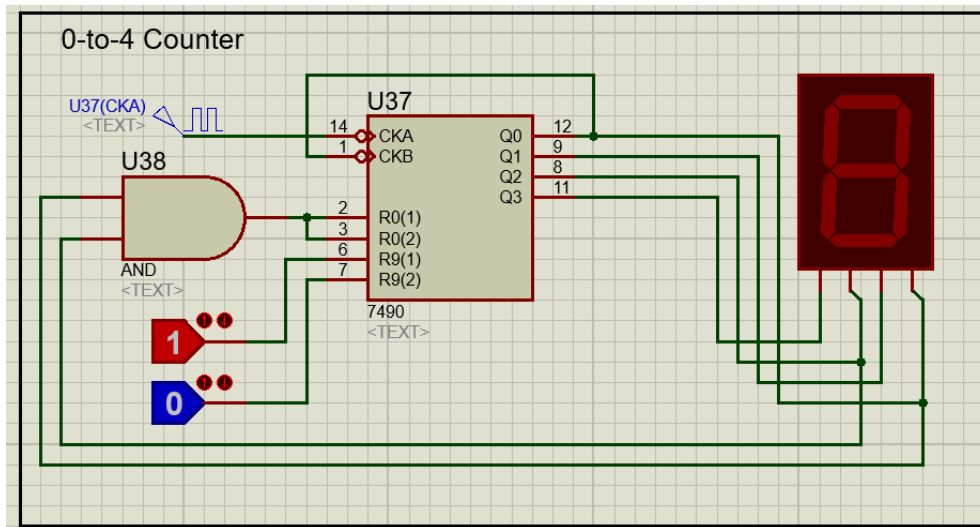 0-to-4 Counter
U37(CKA)
<TEXT>
U37
14 CKA Q0 12
1 CKB Q1 9
Q2 8
Q3 11
U38
2 R0(1)
3 R0(2)
6 R9(1)
7 R9(2)
AND
<TEXT>
7490
<TEXT>
1
0